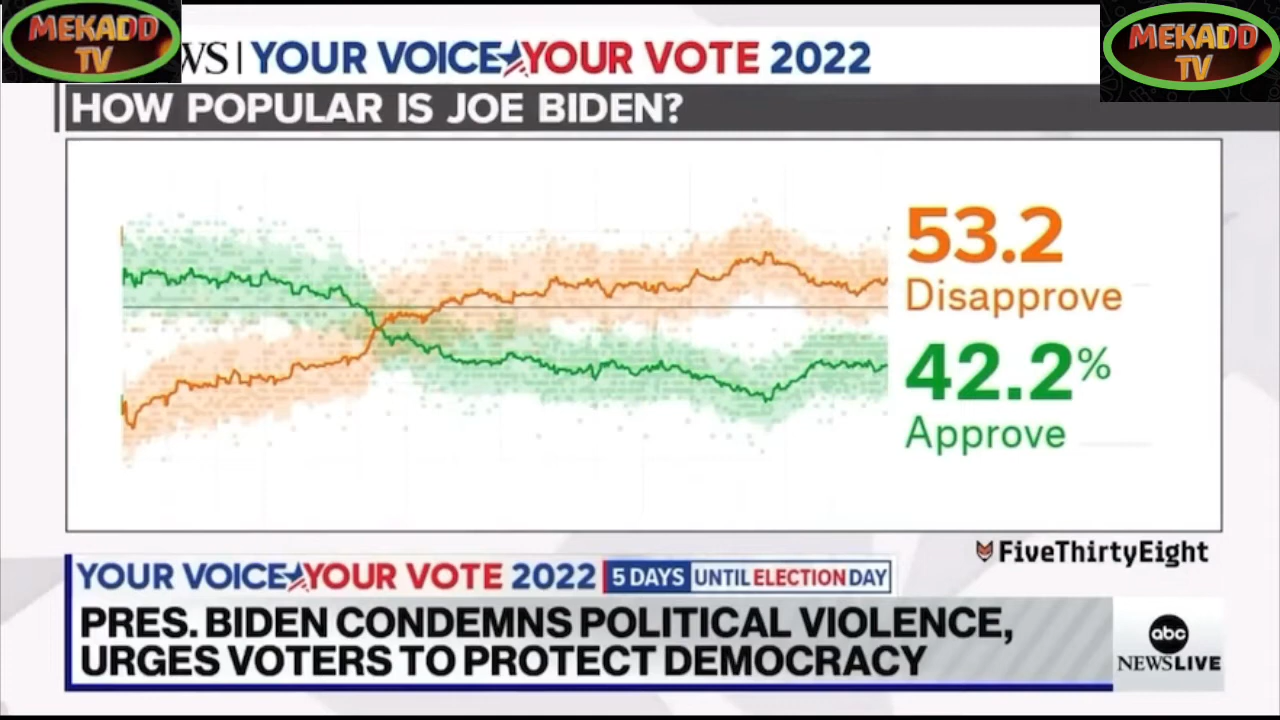 MEKADD
TV
WS | YOUR VOICE YOUR VOTE 2022
MEKADD
TV
HOW POPULAR IS JOE BIDEN?
53.2
Disapprove
42.2%
Approve
FiveThirtyEight
YOUR VOICE YOUR VOTE 2022 5 DAYS UNTIL ELECTION DAY
PRES. BIDEN CONDEMNS POLITICAL VIOLENCE,
URGES VOTERS TO PROTECT DEMOCRACY
abc
NEWSLIVE